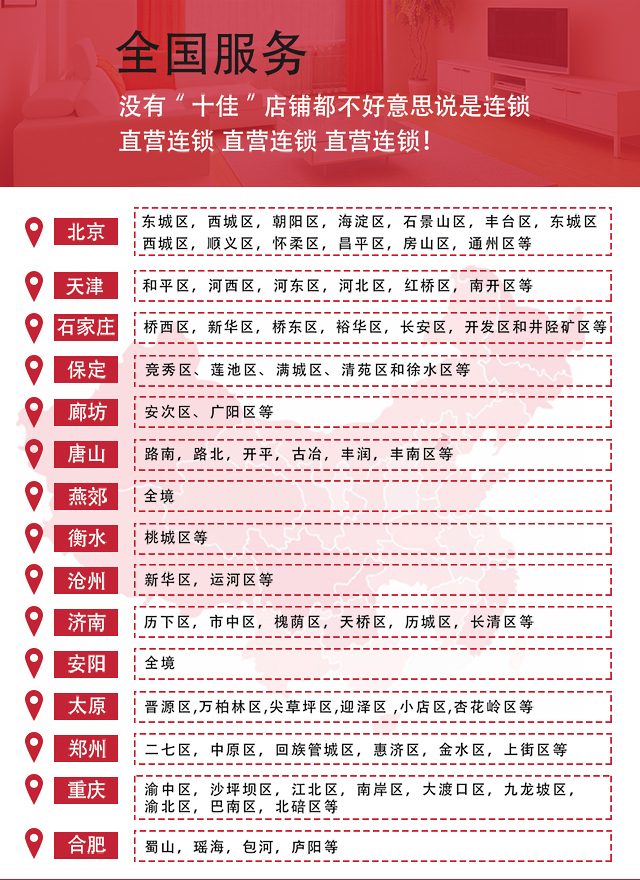 全国服务
没有“十佳”店铺都不好意思说是连锁
直营连锁 直营连锁 直营连锁！
北京
东城区，西城区，朝阳区，海淀区，石景山区，丰台区，东城区
西城区，顺义区，怀柔区，昌平区，房山区，通州区等
天津
和平区，河西区，河东区，河北区，红桥区，南开区等
石家庄
桥西区，新华区，桥东区，裕华区，长安区，开发区和井陉矿区等
保定
竞秀区、莲池区、满城区、清苑区和徐水区等
廊坊
安次区、广阳区等
唐山
路南，路北，开平，古冶，丰润，丰南区等
燕郊
全境
衡水
桃城区等
沧州
新华区，运河区等
济南
历下区，市中区，槐荫区，天桥区，历城区，长清区等
安阳
全境
太原
晋源区,万柏林区,尖草坪区,迎泽区 ,小店区,杏花岭区等
郑州
二七区，中原区，回族管城区，惠济区，金水区，上街区等
重庆
渝中区，沙坪坝区，江北区，南岸区，大渡口区，九龙坡区，
渝北区，巴南区，北碚区等
合肥
蜀山，瑶海，包河，庐阳等